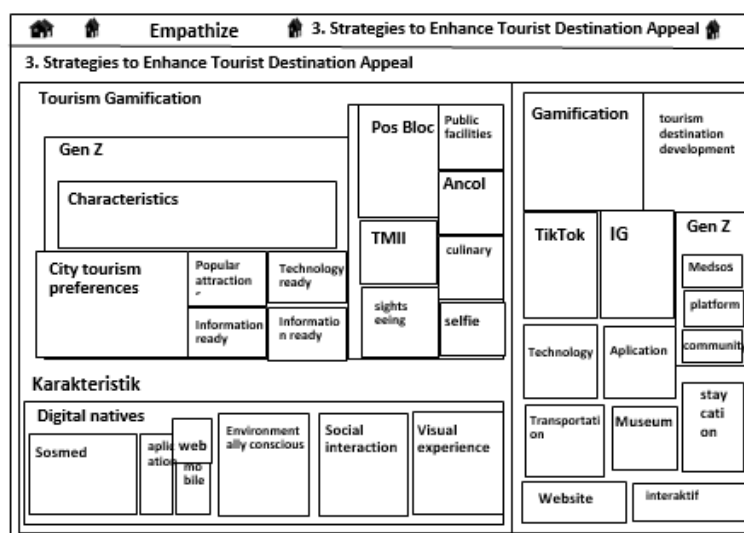 Empathize
3. Strategies to Enhance Tourist Destination Appeal
3. Strategies to Enhance Tourist Destination Appeal
Tourism Gamification
Gen Z
Characteristics
City tourism
preferences
Popular
attraction
Technology
ready
Information
ready
Informatio
n ready
Pos Bloc
Public
facilities
Ancol
TMII
culinary
sights
eeing
selfie
Karakteristik
Digital natives
Sosmed
aplic
ation
web
mo
bile
Environment
ally conscious
Social
interaction
Visual
experience
Gamification
tourism
destination
development
TikTok
IG
Gen Z
Medsos
platform
community
Technology
Aplication
stay
cati
on
Transportati
on
Museum
Website
interaktif